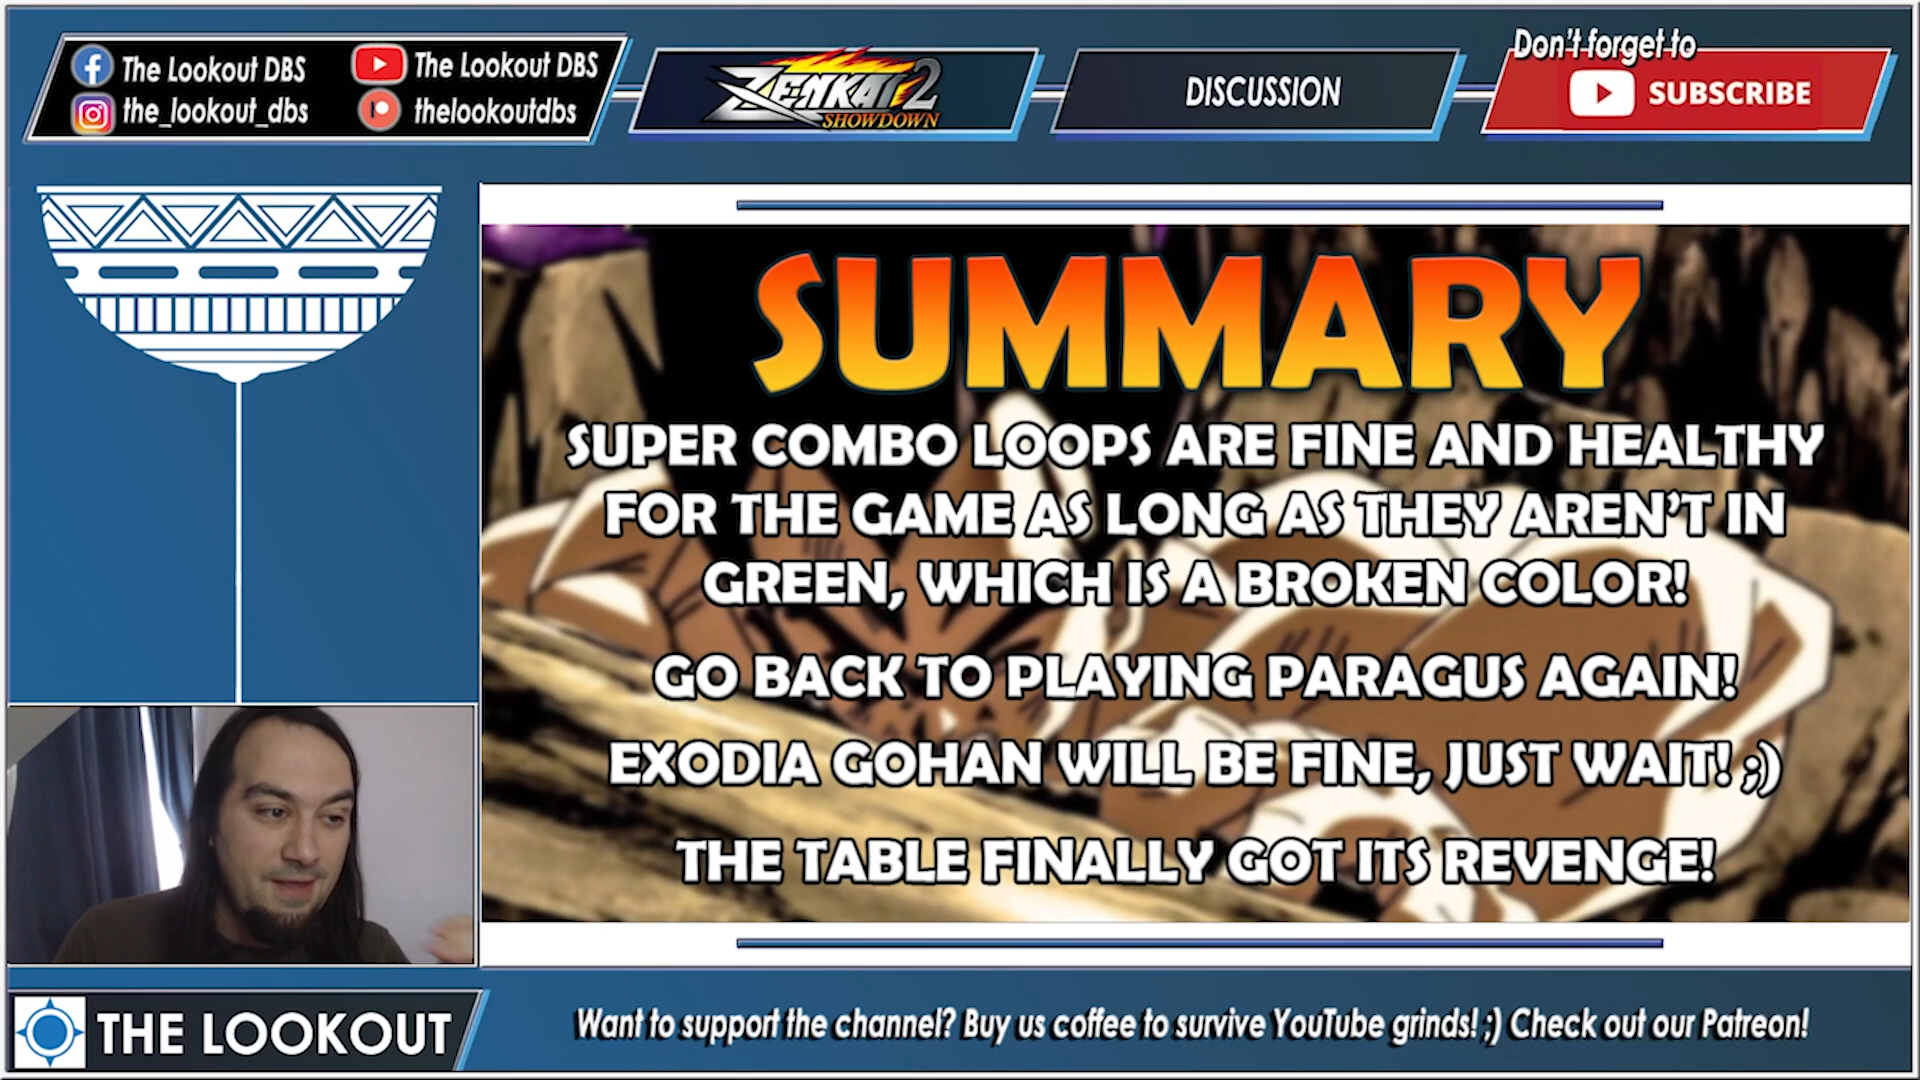 The Lookout DBS
The Lookout DBS
the_lookout_dbs
thelookoutdbs
ZENKAI 2
SHOWDOWN
DISCUSSION
Don't forget to
SUBSCRIBE
SUMMARY
SUPER COMBO LOOPS ARE FINE AND HEALTHY
FOR THE GAME AS LONG AS THEY AREN'T IN
GREEN, WHICH IS A BROKEN COLOR!
GO BACK TO PLAYING PARAGUS AGAIN!
EXODIA GOHAN WILL BE FINE, JUST WAIT! ;)
THE TABLE FINALLY GOT ITS REVENGE!
THE LOOKOUT
Want to support the channel? Buy us coffee to survive YouTube grinds! ;) Check out our Patreon!